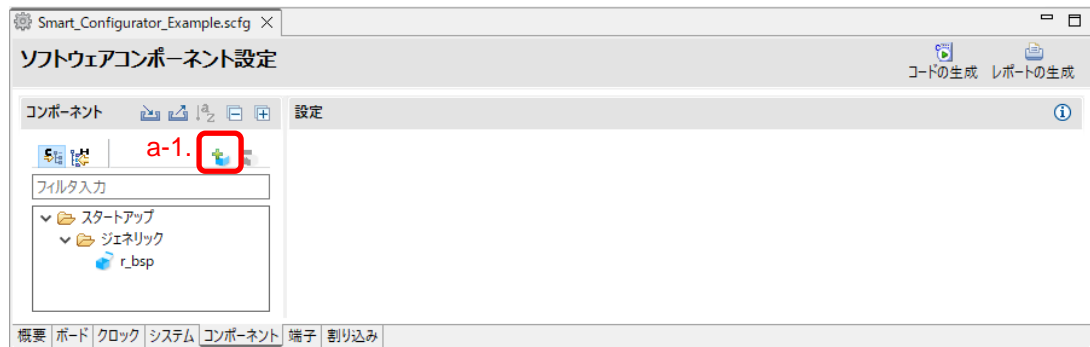 Smart_Configurator_Example.scfg
ソフトウェアコンポーネント設定
コードの生成 レポートの生成
コンポーネント
設定
a-1.
フィルタ入力
スタートアップ
ジェネリック
r_bsp
概要 ボード クロック システム コンポーネント 端子 割り込み